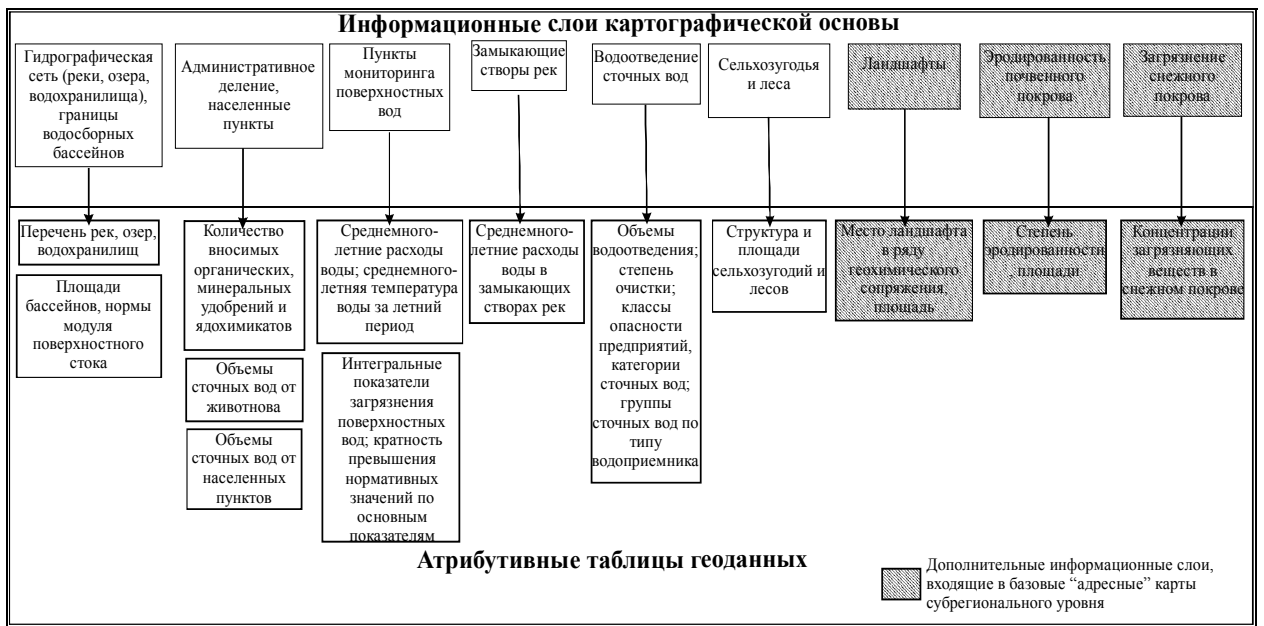 Информационные слои картографической основы
Гидрографическая
сеть (реки, озера,
водохранилища),
границы
водосборных
бассейнов
Административное
деление,
населенные
пункты
Пункты
мониторинга
поверхностных
вод
Замыкающие
створы рек
Водоотведение
сточных вод
Сельхозугодья
и леса
Ландшафты
Эродированность
почвенного
покрова
Загрязнение
снежного
покрова
Перечень рек, озер,
водохранилищ
Площади
бассейнов, нормы
модуля
поверхностного
стока
Количество
вносимых
органических,
минеральных
удобрений и
ядохимикатов
Объемы
сточных вод от
животнова
Объемы
сточных вод от
населенных
пунктов
Среднемного-
летние расходы
воды; среднемного-
летняя температура
воды за летний
период
Интегральные
показатели
загрязнения
поверхностных
вод; кратность
превышения
нормативных
значений по
основным
показателям
Среднемного-
летние расходы
воды в
замыкающих
створах рек
Объемы
водоотведения;
степень
очистки;
классы
опасности
предприятий,
категории
сточных вод;
группы
сточных вод по
типу
водоприемника
Структура и
площади
сельхозугодий и
лесов
Место ландшафта
в ряду
геохимического
сопряжения,
площадь
Степень
эродированности
, площади
Концентрации
загрязняющих
веществ в
снежном покрове
Атрибутивные таблицы геоданных
Дополнительные информационные слои,
входящие в базовые “адресные” карты
субрегионального уровня